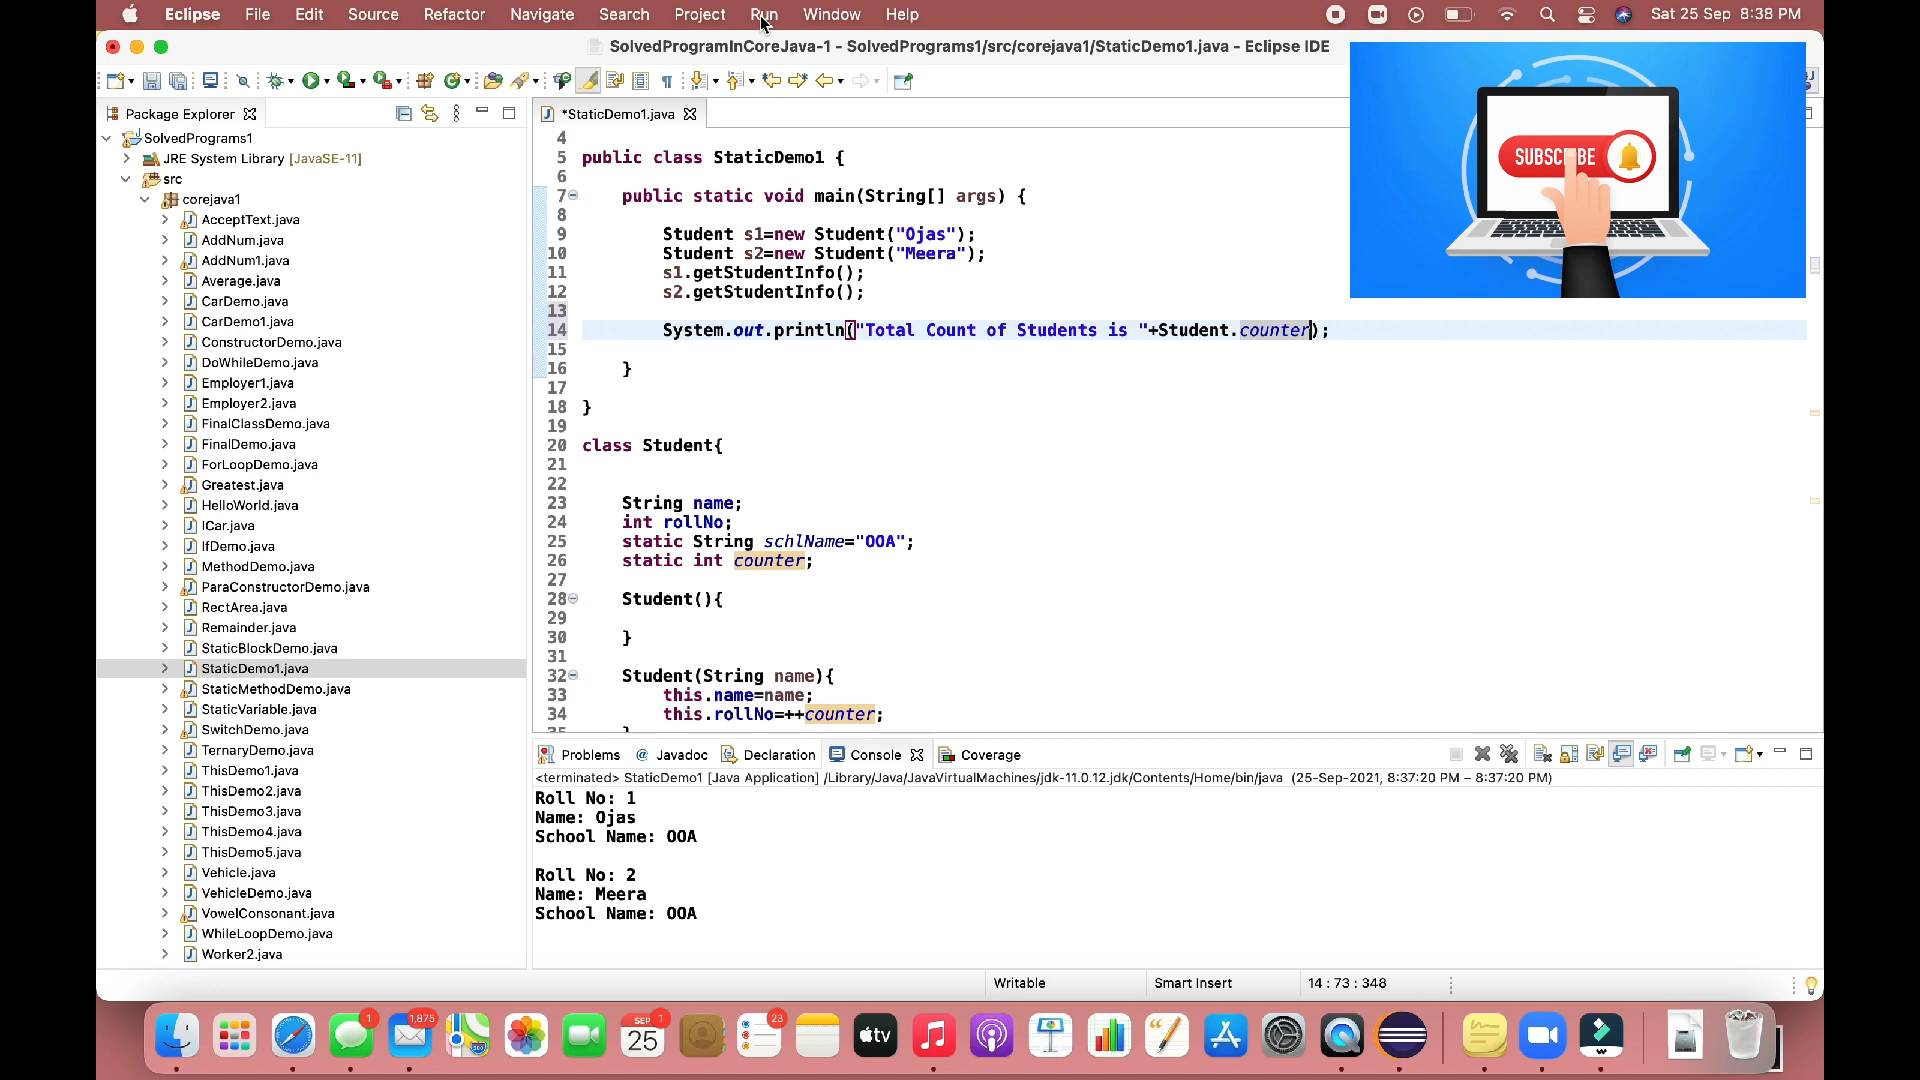 Eclipse File Edit Source Refactor Navigate Search Project Run Window Help Sat 25 Sep 8:38 PM
SolvedProgramInCoreJava-1 - SolvedPrograms1/src/corejava1/StaticDemo1.java - Eclipse IDE
Package Explorer
SolvedPrograms1
JRE System Library [JavaSE-11]
src
corejava1
AcceptText.java
AddNum.java
AddNum1.java
Average.java
CarDemo.java
CarDemo1.java
ConstructorDemo.java
DoWhileDemo.java
Employer1.java
Employer2.java
FinalClassDemo.java
FinalDemo.java
ForLoopDemo.java
Greatest.java
HelloWorld.java
ICar.java
IfDemo.java
MethodDemo.java
ParaConstructorDemo.java
RectArea.java
Remainder.java
StaticBlockDemo.java
StaticDemo1.java
StaticMethodDemo.java
StaticVariable.java
SwitchDemo.java
TernaryDemo.java
ThisDemo1.java
ThisDemo2.java
ThisDemo3.java
ThisDemo4.java
ThisDemo5.java
Vehicle.java
VehicleDemo.java
VowelConsonant.java
WhileLoopDemo.java
Worker2.java
*StaticDemo1.java
4
5 public class StaticDemo1 {
6
7 public static void main(String[] args) {
8
9 Student s1=new Student("Ojas");
10 Student s2=new Student("Meera");
11 s1.getStudentInfo();
12 s2.getStudentInfo();
13
14 System.out.println("Total Count of Students is "+Student.counter);
15
16 }
17
18 }
19
20 class Student{
21
22
23 String name;
24 int rollNo;
25 static String schlName="OOA";
26 static int counter;
27
28 Student(){
29
30 }
31
32 Student(String name){
33 this.name=name;
34 this.rollNo=++counter;
SUBSCRIBE
Problems @ Javadoc Declaration Console Coverage
<terminated> StaticDemo1 [Java Application] /Library/Java/JavaVirtualMachines/jdk-11.0.12.jdk/Contents/Home/bin/java (25-Sep-2021, 8:37:20 PM – 8:37:20 PM)
Roll No: 1
Name: Ojas
School Name: OOA
Roll No: 2
Name: Meera
School Name: OOA
Writable Smart Insert 14 : 73 : 348
1 1,875 SEP 1 25 23 tv